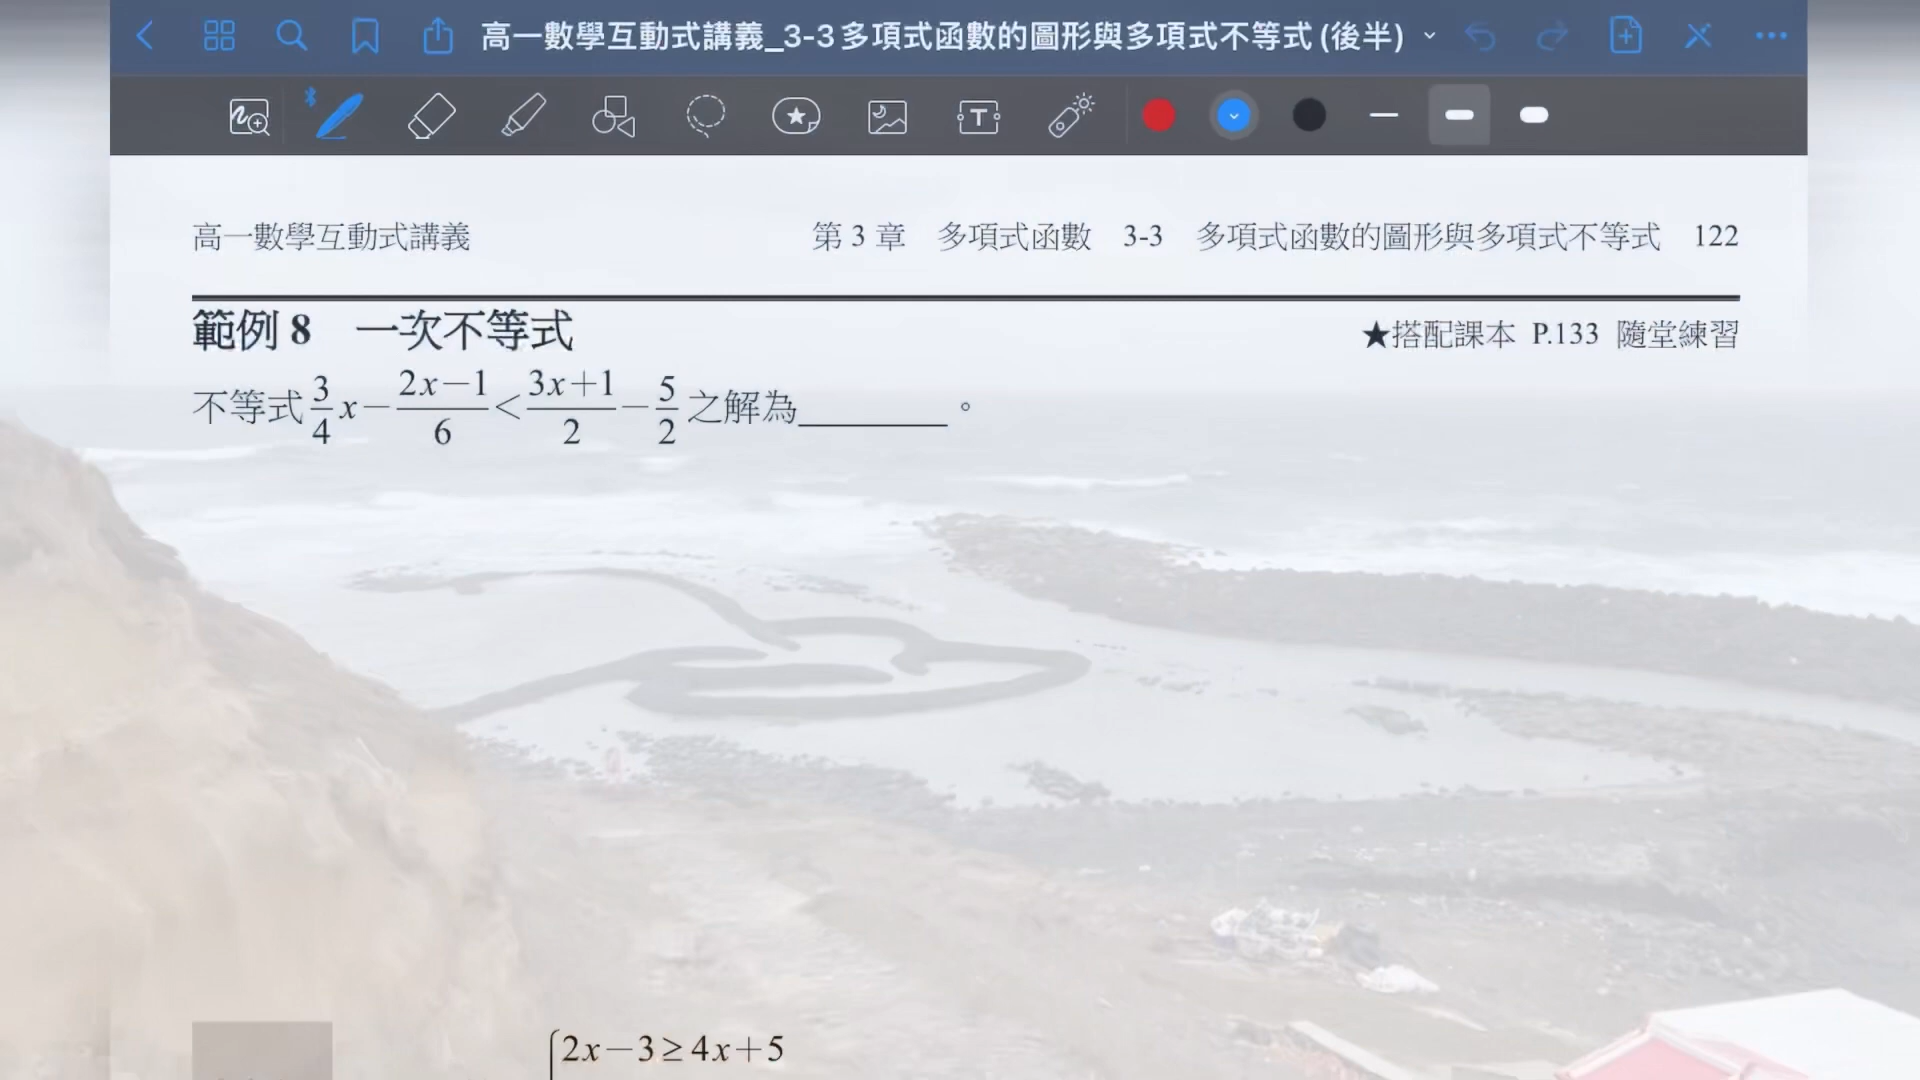 高一數學互動式講義_3-3多項式函數的圖形與多項式不等式(後半)
高一數學互動式講義 第 3 章 多項式函數 3-3 多項式函數的圖形與多項式不等式 122
範例 8 一次不等式 ★搭配課本 P.133 隨堂練習
不等式 3/4 x − (2x−1)/6 < (3x+1)/2 − 5/2 之解為________。
2x−3≥4x+5